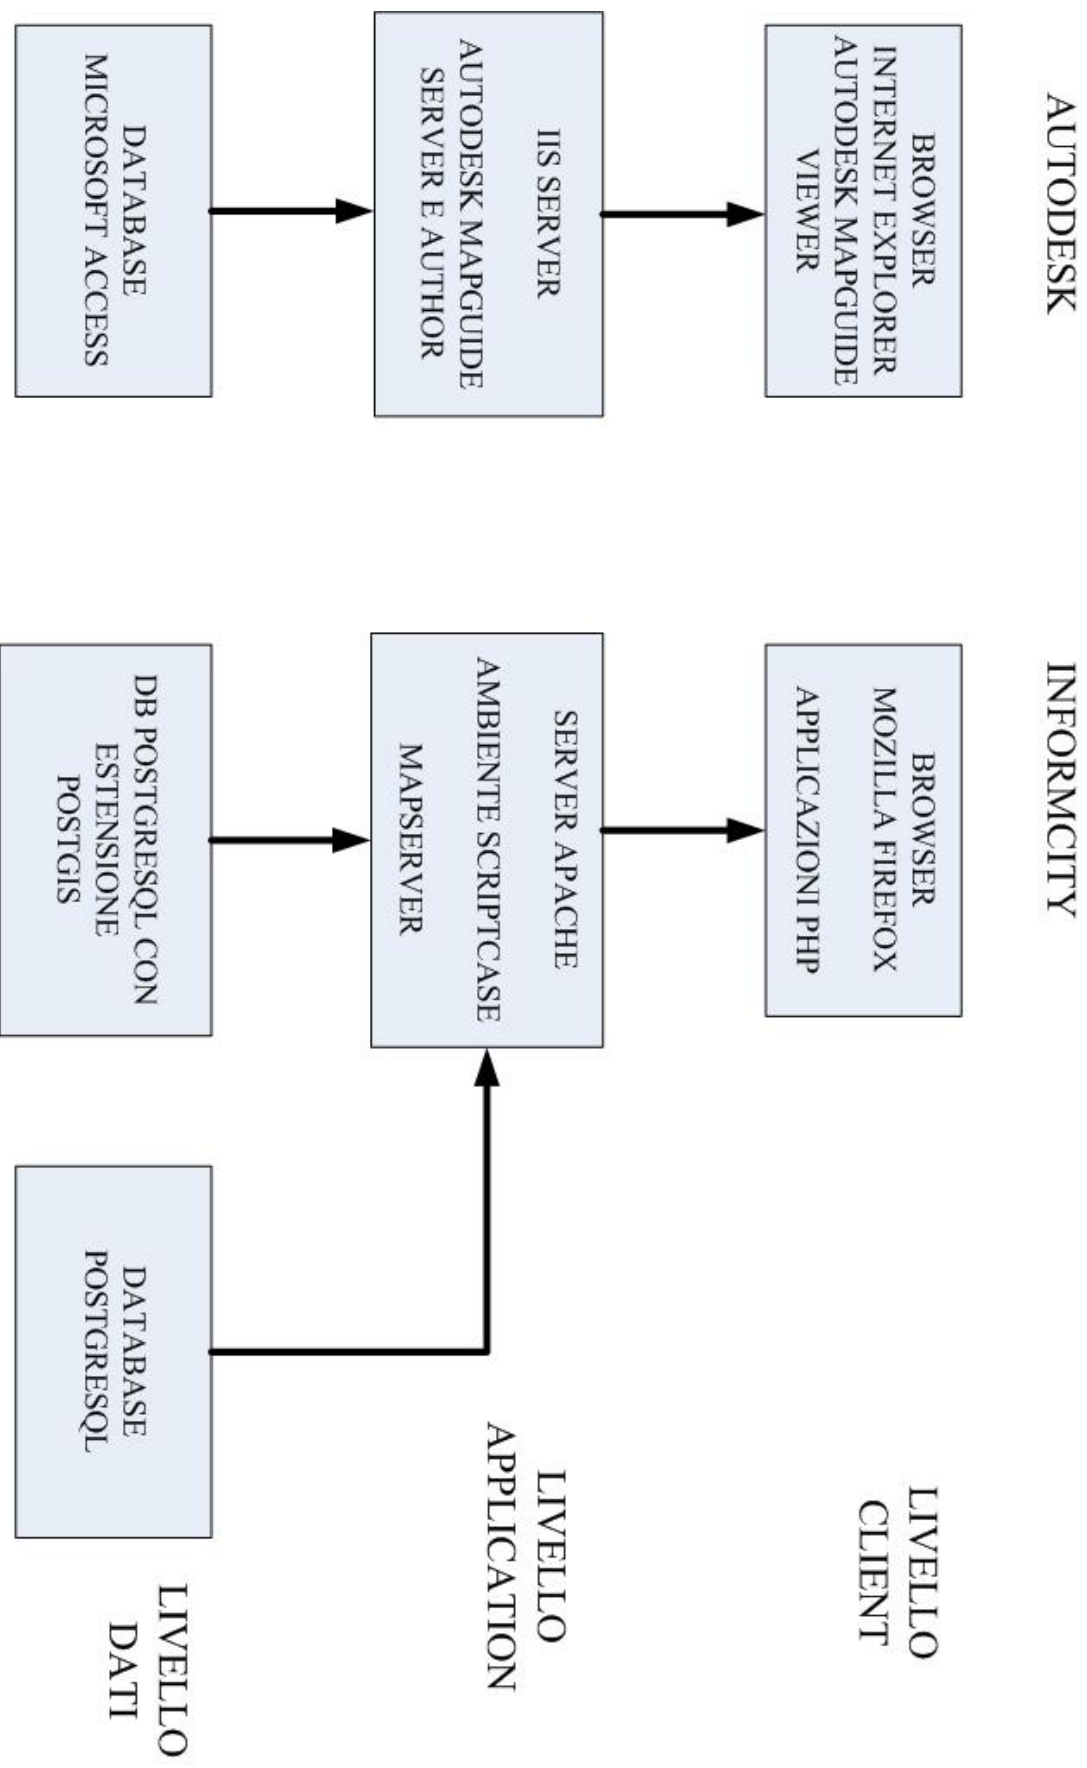 AUTODESK
INFORMCITY
BROWSER
INTERNET EXPLORER
AUTODESK MAPGUIDE
VIEWER
BROWSER
MOZILLA FIREFOX
APPLICAZIONI PHP
LIVELLO
CLIENT
IIS SERVER
AUTODESK MAPGUIDE
SERVER E AUTHOR
SERVER APACHE
AMBIENTE SCRIPTCASE
MAPSERVER
LIVELLO
APPLICATION
DATABASE
MICROSOFT ACCESS
DB POSTGRESQL CON
ESTENSIONE
POSTGIS
DATABASE
POSTGRESQL
LIVELLO
DATI